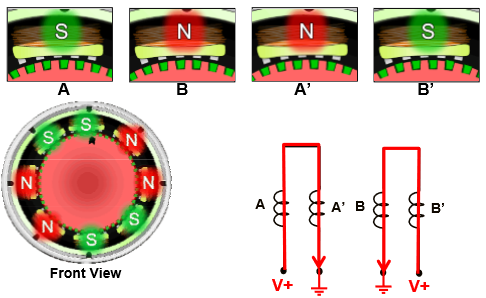 S N N S
A B A’ B’
S S N
N N
N S S
Front View
A A’ B B’
V+ V+